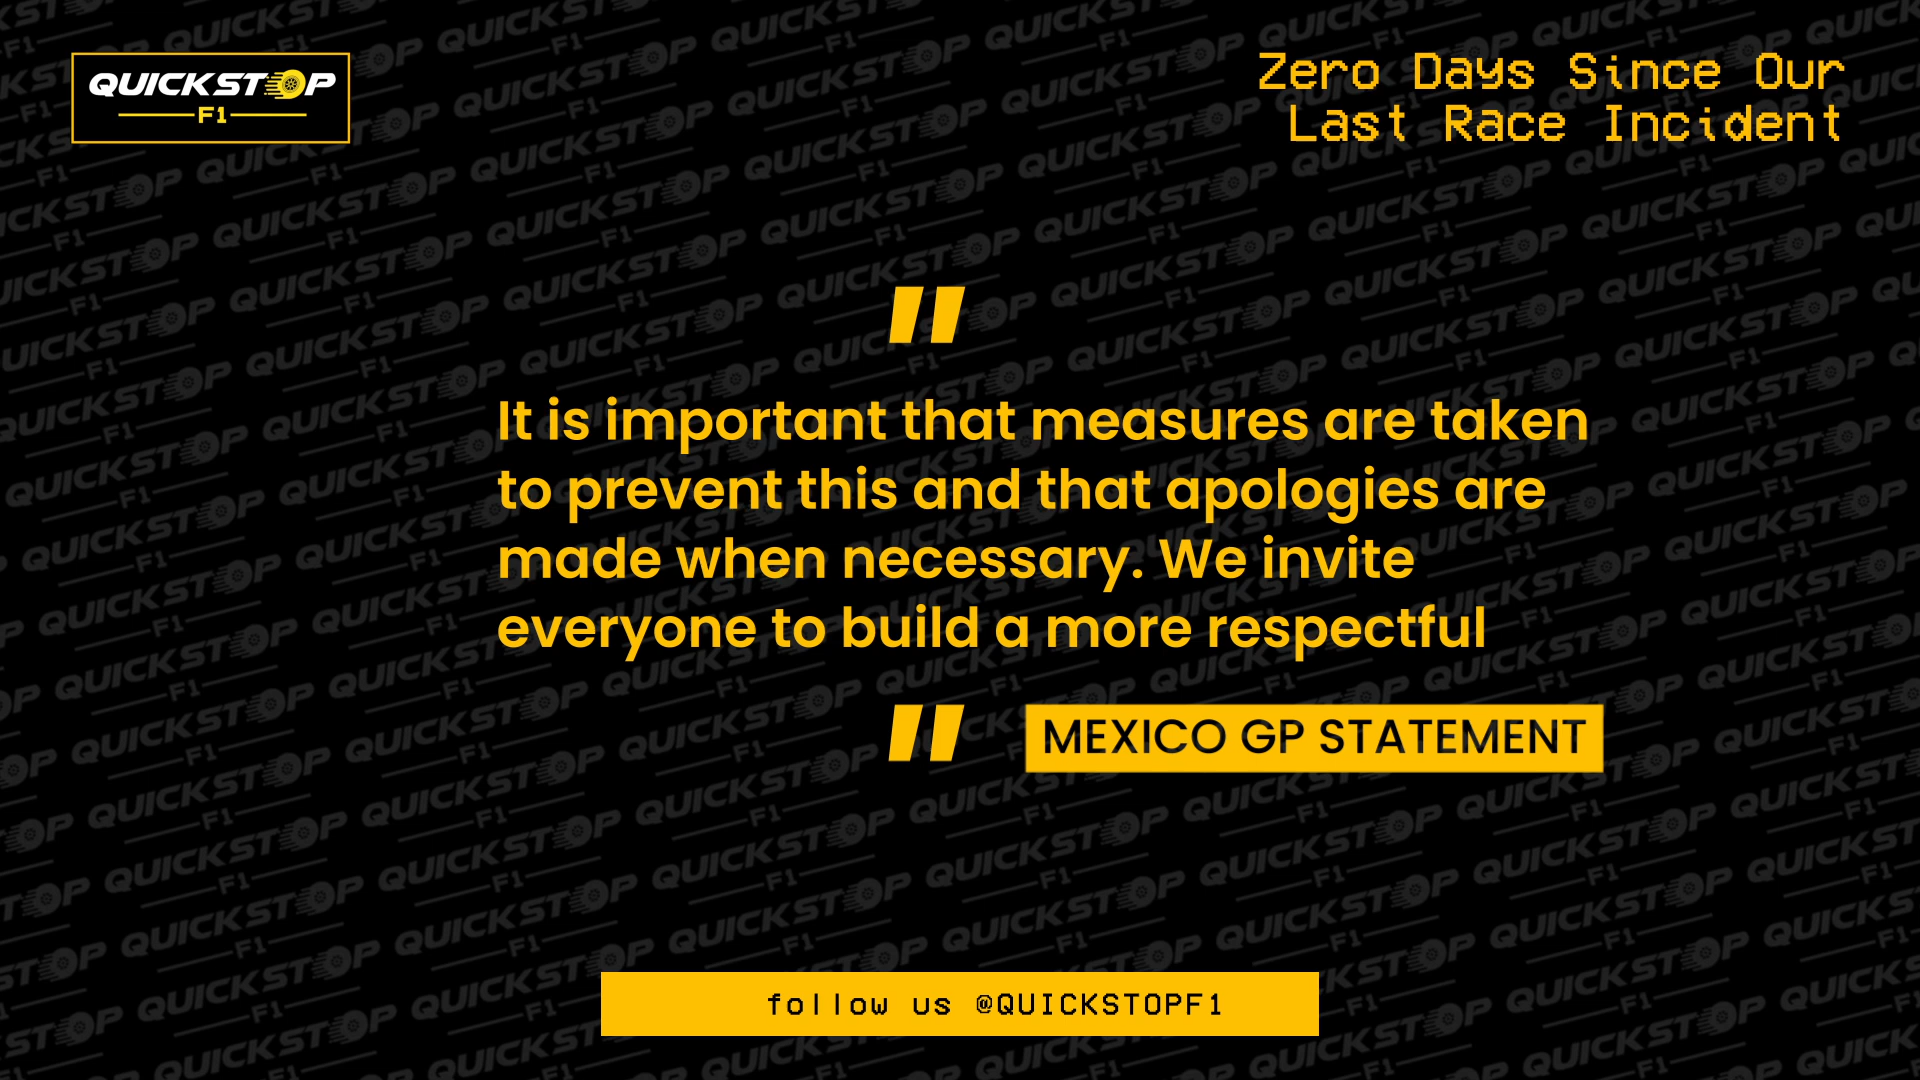 QUICKSTOP
F1
Zero Days Since Our
Last Race Incident
"
It is important that measures are taken
to prevent this and that apologies are
made when necessary. We invite
everyone to build a more respectful
"
MEXICO GP STATEMENT
follow us @QUICKSTOPF1